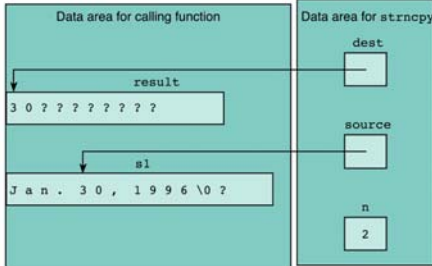 Data area for calling function
Data area for strncpy
dest
result
3 0 ? ? ? ? ? ? ? ?
source
s1
J a n . 3 0 , 1 9 9 6 \0 ?
n
2